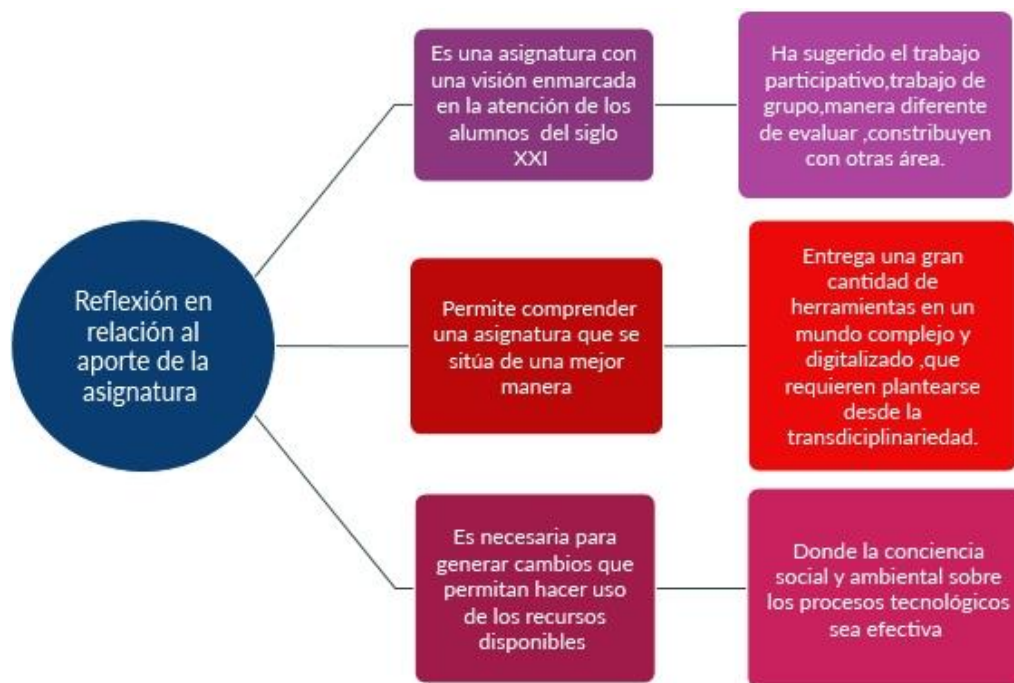 Reflexión en
relación al
aporte de la
asignatura
Es una asignatura con
una visión enmarcada
en la atención de los
alumnos del siglo
XXI
Ha sugerido el trabajo
participativo,trabajo de
grupo,manera diferente
de evaluar ,constribuyen
con otras área.
Permite comprender
una asignatura que se
sitúa de una mejor
manera
Entrega una gran
cantidad de
herramientas en un
mundo complejo y
digitalizado ,que
requieren plantearse
desde la
transdiciplinariedad.
Es necesaria para
generar cambios que
permitan hacer uso
de los recursos
disponibles
Donde la conciencia
social y ambiental sobre
los procesos tecnológicos
sea efectiva